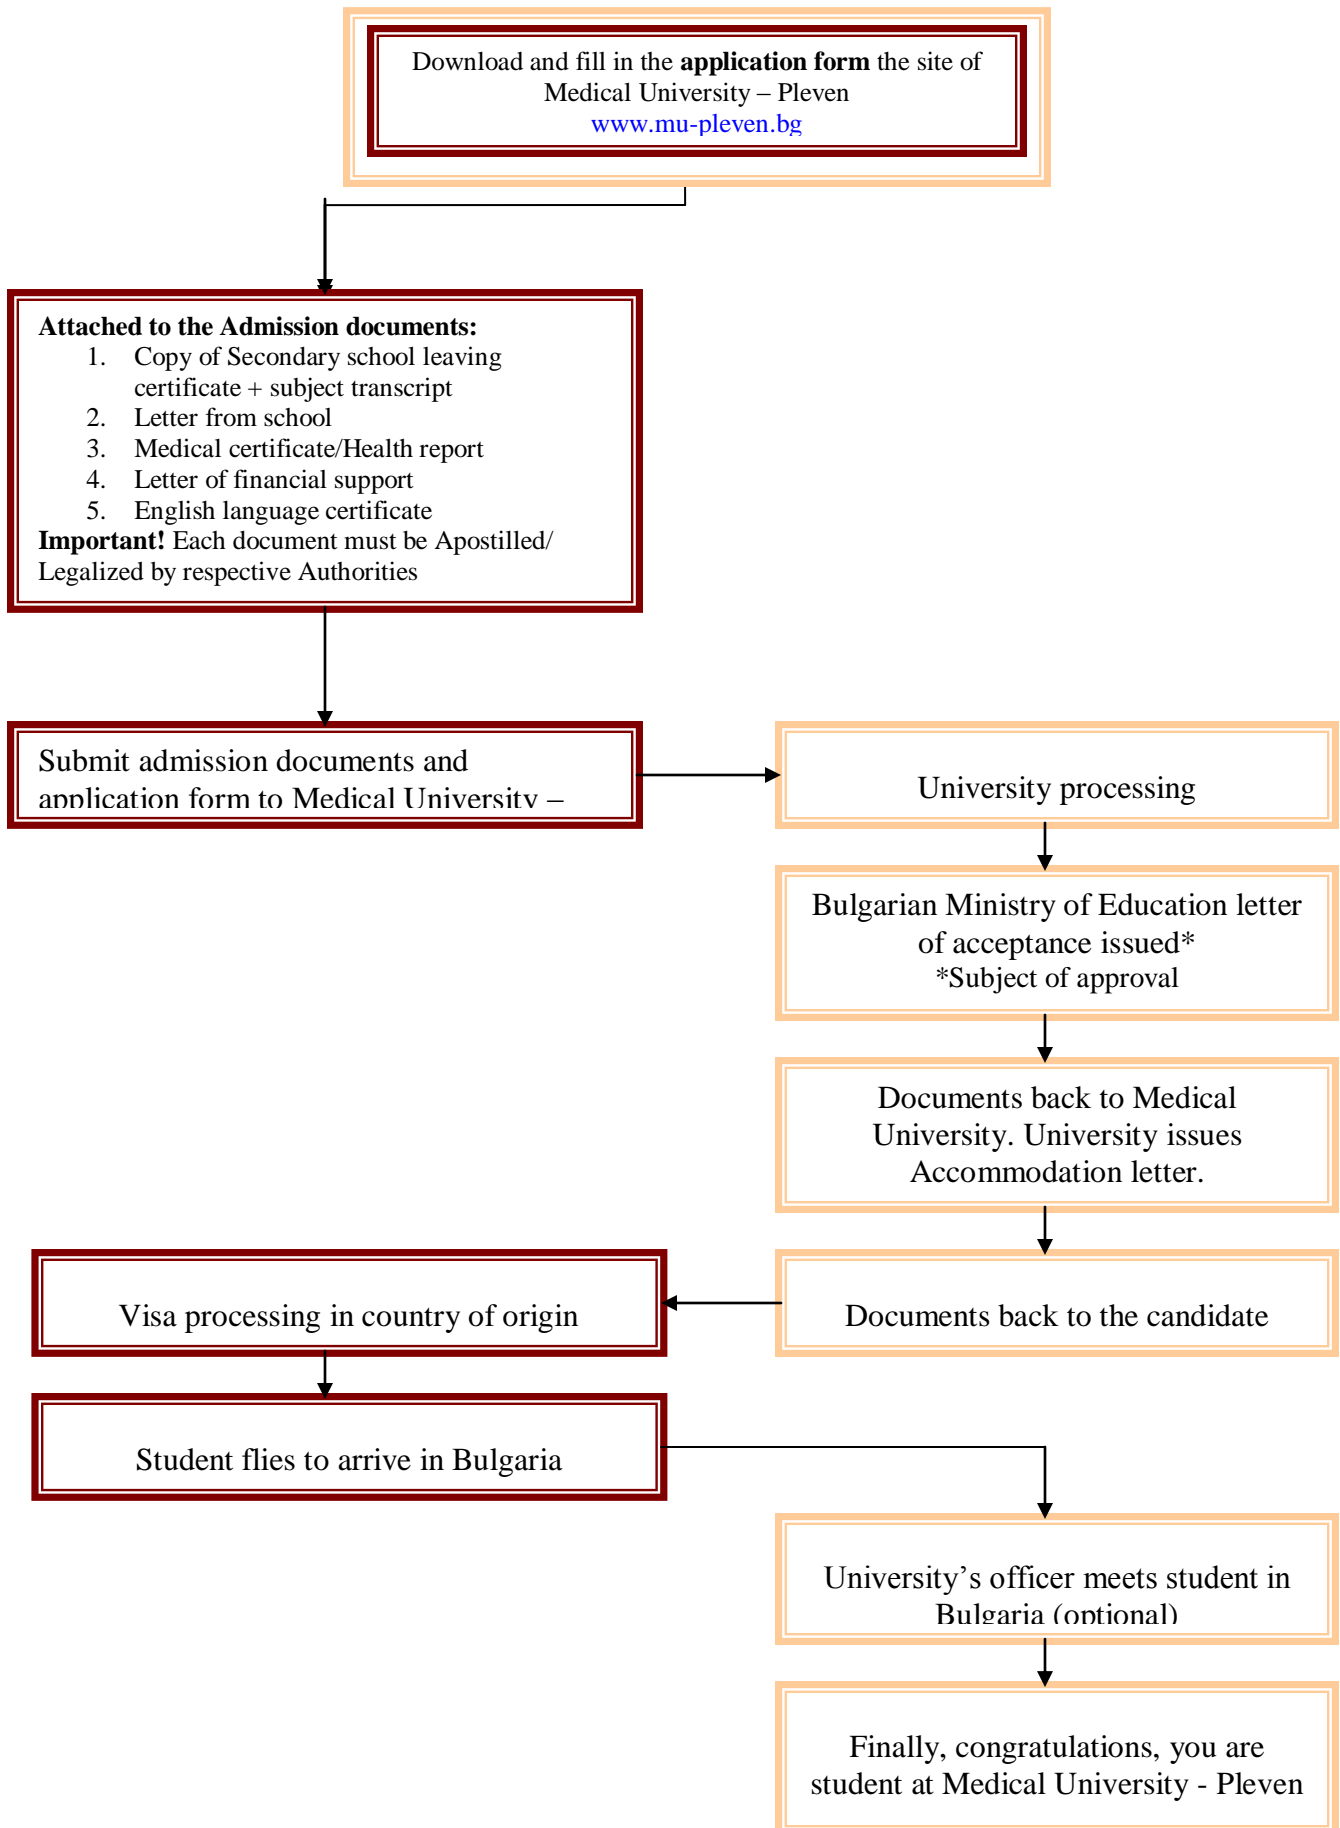 Download and fill in the application form the site of
Medical University – Pleven
www.mu-pleven.bg
Attached to the Admission documents:
1. Copy of Secondary school leaving
certificate + subject transcript
2. Letter from school
3. Medical certificate/Health report
4. Letter of financial support
5. English language certificate
Important! Each document must be Apostilled/
Legalized by respective Authorities
Submit admission documents and
application form to Medical University –
University processing
Bulgarian Ministry of Education letter
of acceptance issued*
*Subject of approval
Documents back to Medical
University. University issues
Accommodation letter.
Documents back to the candidate
Visa processing in country of origin
Student flies to arrive in Bulgaria
University’s officer meets student in
Bulgaria (optional)
Finally, congratulations, you are
student at Medical University - Pleven